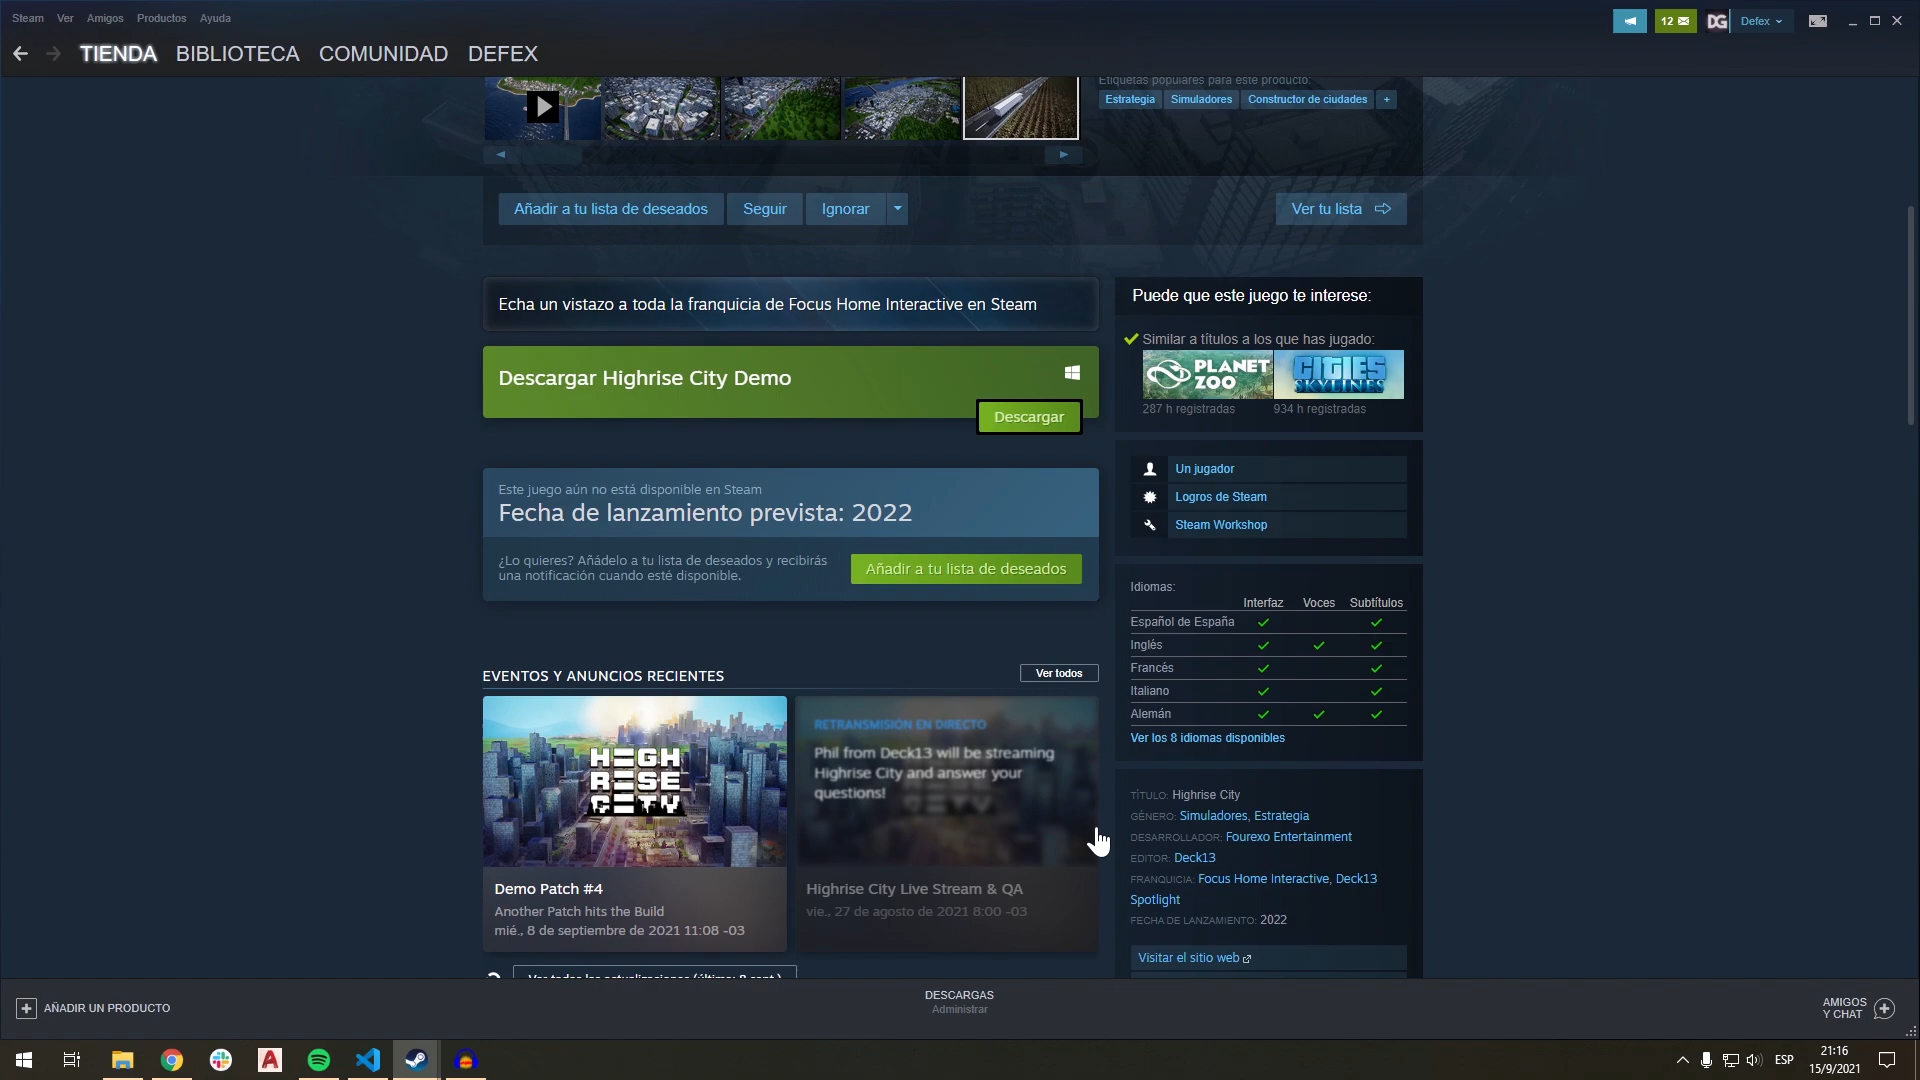 Steam Ver Amigos Productos Ayuda
12
DG
Defex
TIENDA BIBLIOTECA COMUNIDAD DEFEX
Etiquetas populares para este producto:
Estrategia Simuladores Constructor de ciudades +
Añadir a tu lista de deseados Seguir Ignorar
Ver tu lista
Echa un vistazo a toda la franquicia de Focus Home Interactive en Steam
Descargar Highrise City Demo
Descargar
Este juego aún no está disponible en Steam
Fecha de lanzamiento prevista: 2022
¿Lo quieres? Añádelo a tu lista de deseados y recibirás
una notificación cuando esté disponible.
Añadir a tu lista de deseados
EVENTOS Y ANUNCIOS RECIENTES
Ver todos
HIGH
RISE
CITY
Demo Patch #4
Another Patch hits the Build
mié., 8 de septiembre de 2021 11:08 -03
RETRANSMISIÓN EN DIRECTO
Phil from Deck13 will be streaming
Highrise City and answer your
questions!
Highrise City Live Stream & QA
vie., 27 de agosto de 2021 8:00 -03
Ver todas las actualizaciones (última: 8 sept.)
Puede que este juego te interese:
Similar a títulos a los que has jugado:
PLANET
ZOO
CITIES
SKYLINES
287 h registradas
934 h registradas
Un jugador
Logros de Steam
Steam Workshop
Idiomas:
Interfaz Voces Subtítulos
Español de España
Inglés
Francés
Italiano
Alemán
Ver los 8 idiomas disponibles
TÍTULO: Highrise City
GÉNERO: Simuladores, Estrategia
DESARROLLADOR: Fourexo Entertainment
EDITOR: Deck13
FRANQUICIA: Focus Home Interactive, Deck13
Spotlight
FECHA DE LANZAMIENTO: 2022
Visitar el sitio web
AÑADIR UN PRODUCTO
DESCARGAS
Administrar
AMIGOS
Y CHAT
ESP
21:16
15/9/2021